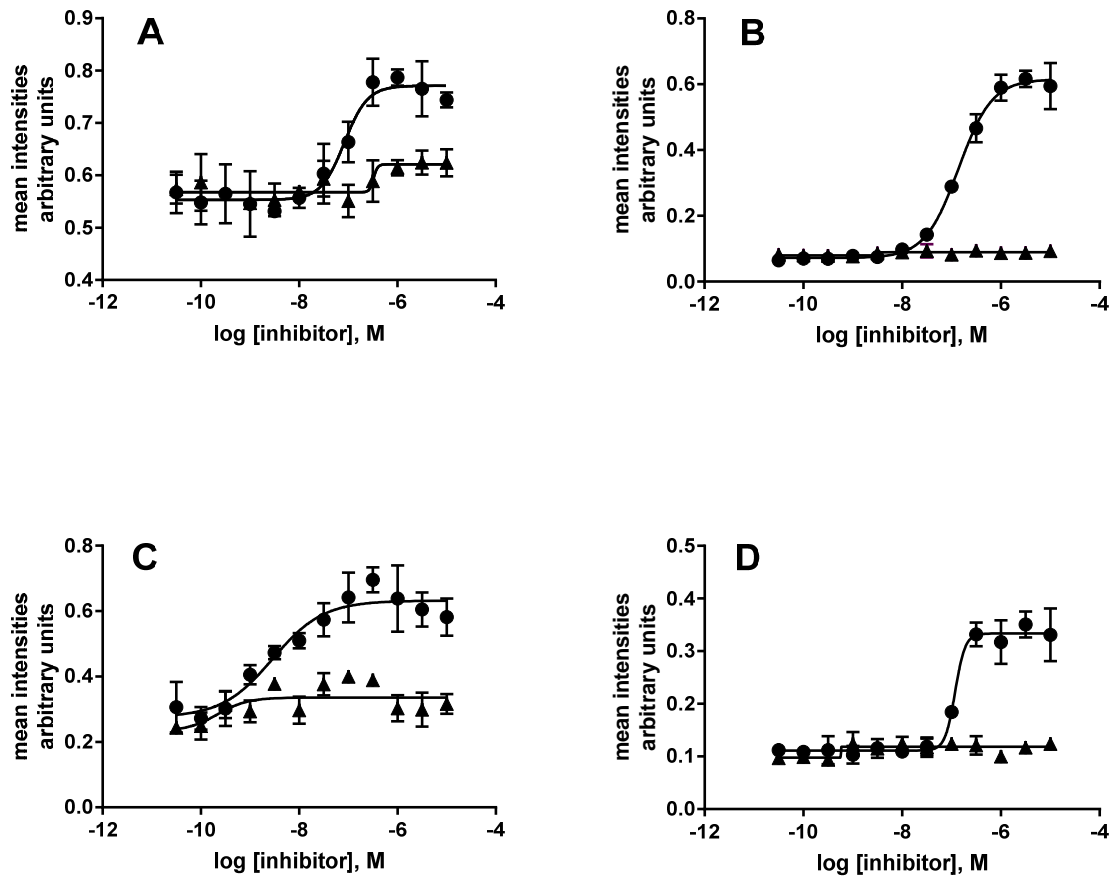 A
mean intensities
arbitrary units
0.9
0.8
0.7
0.6
0.5
0.4
-12
-10
-8
-6
-4
log [inhibitor], M
B
mean intensities
arbitrary units
0.8
0.6
0.4
0.2
0.0
-12
-10
-8
-6
-4
log [inhibitor], M
C
mean intensities
arbitrary units
0.8
0.6
0.4
0.2
0.0
-12
-10
-8
-6
-4
log [inhibitor], M
D
mean intensities
arbitrary units
0.5
0.4
0.3
0.2
0.1
0.0
-12
-10
-8
-6
-4
log [inhibitor], M